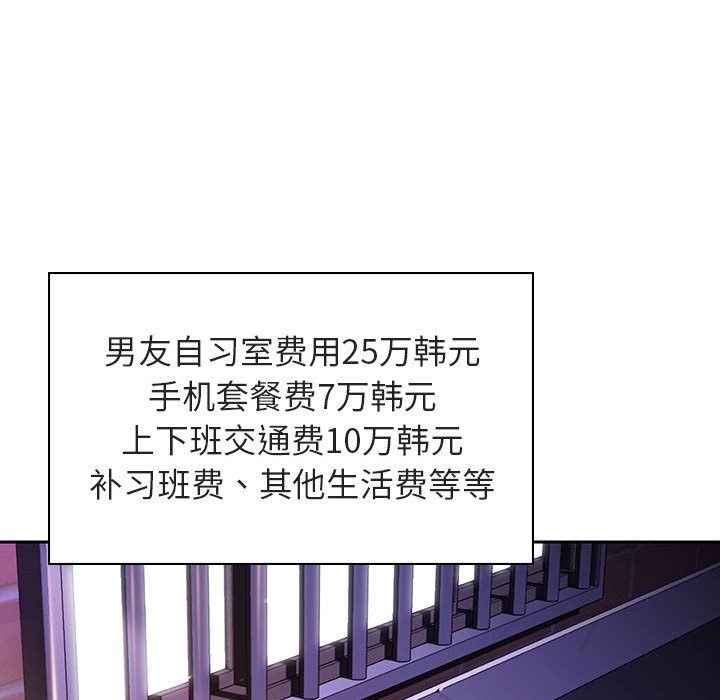 男友自习室费用25万韩元
手机套餐费7万韩元
上下班交通费10万韩元
补习班费、其他生活费等等